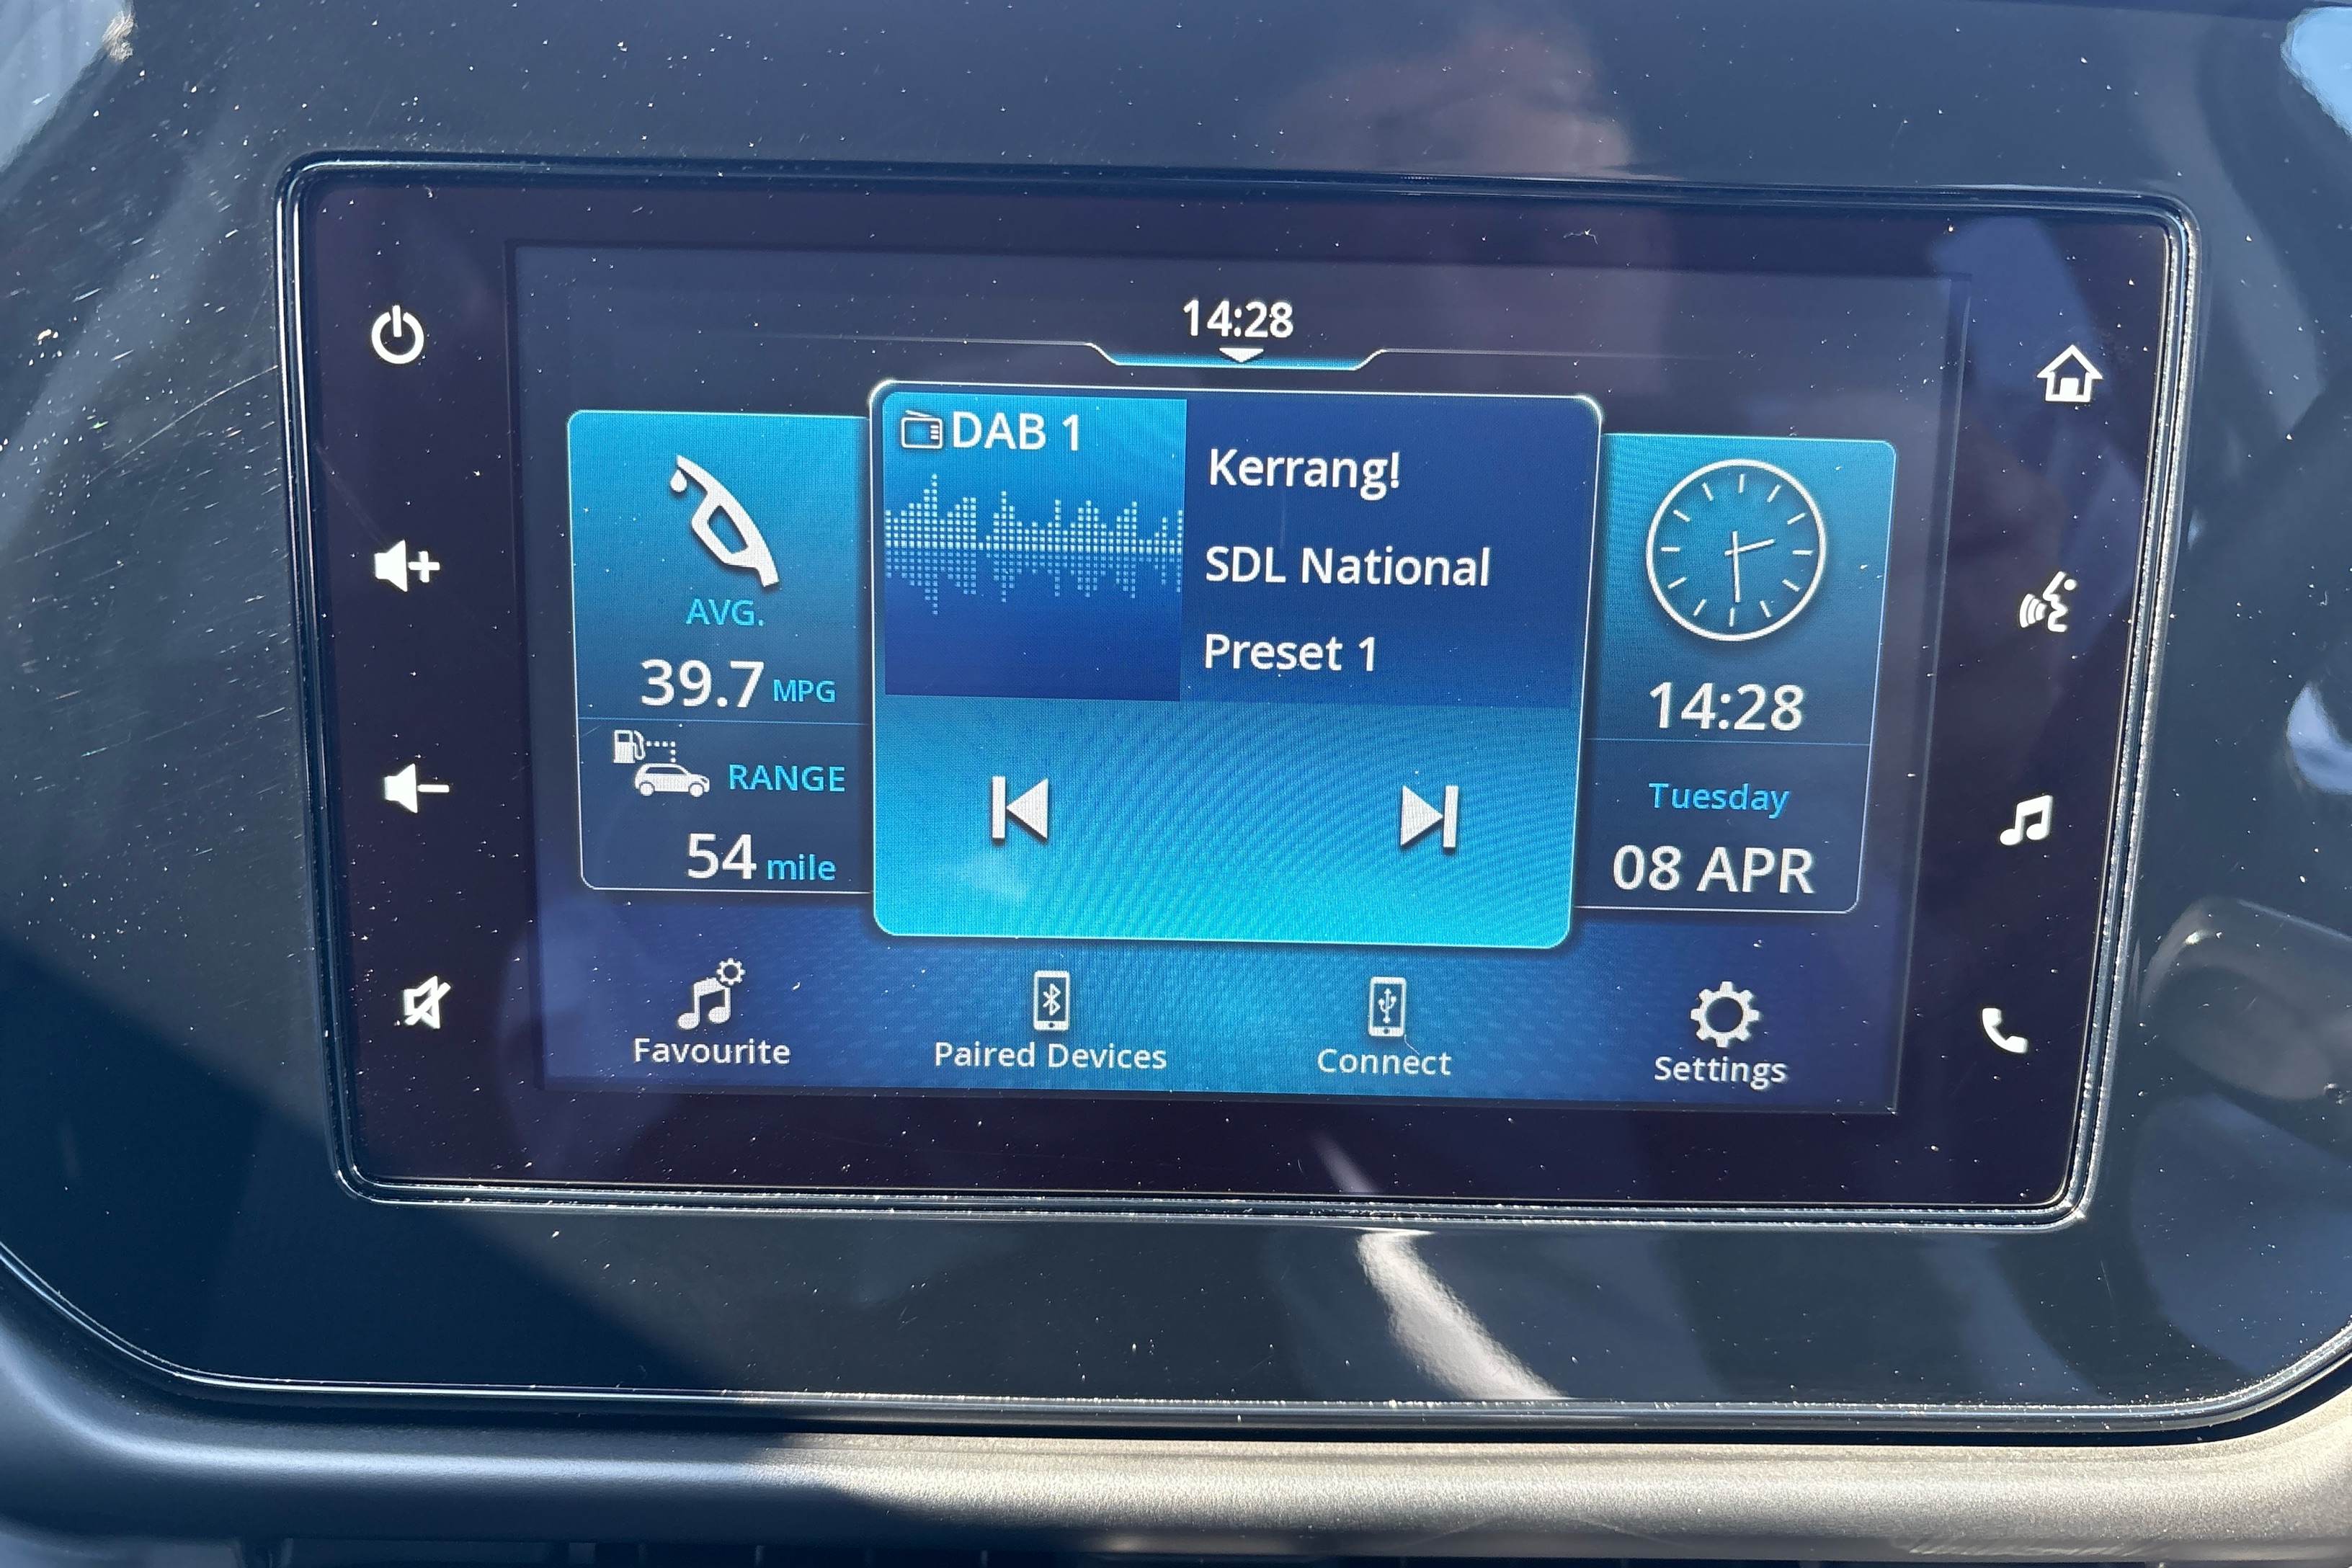 14:28
AVG.
39.7 MPG
RANGE
54 mile
DAB 1
Kerrang!
SDL National
Preset 1
14:28
Tuesday
08 APR
Favourite
Paired Devices
Connect
Settings